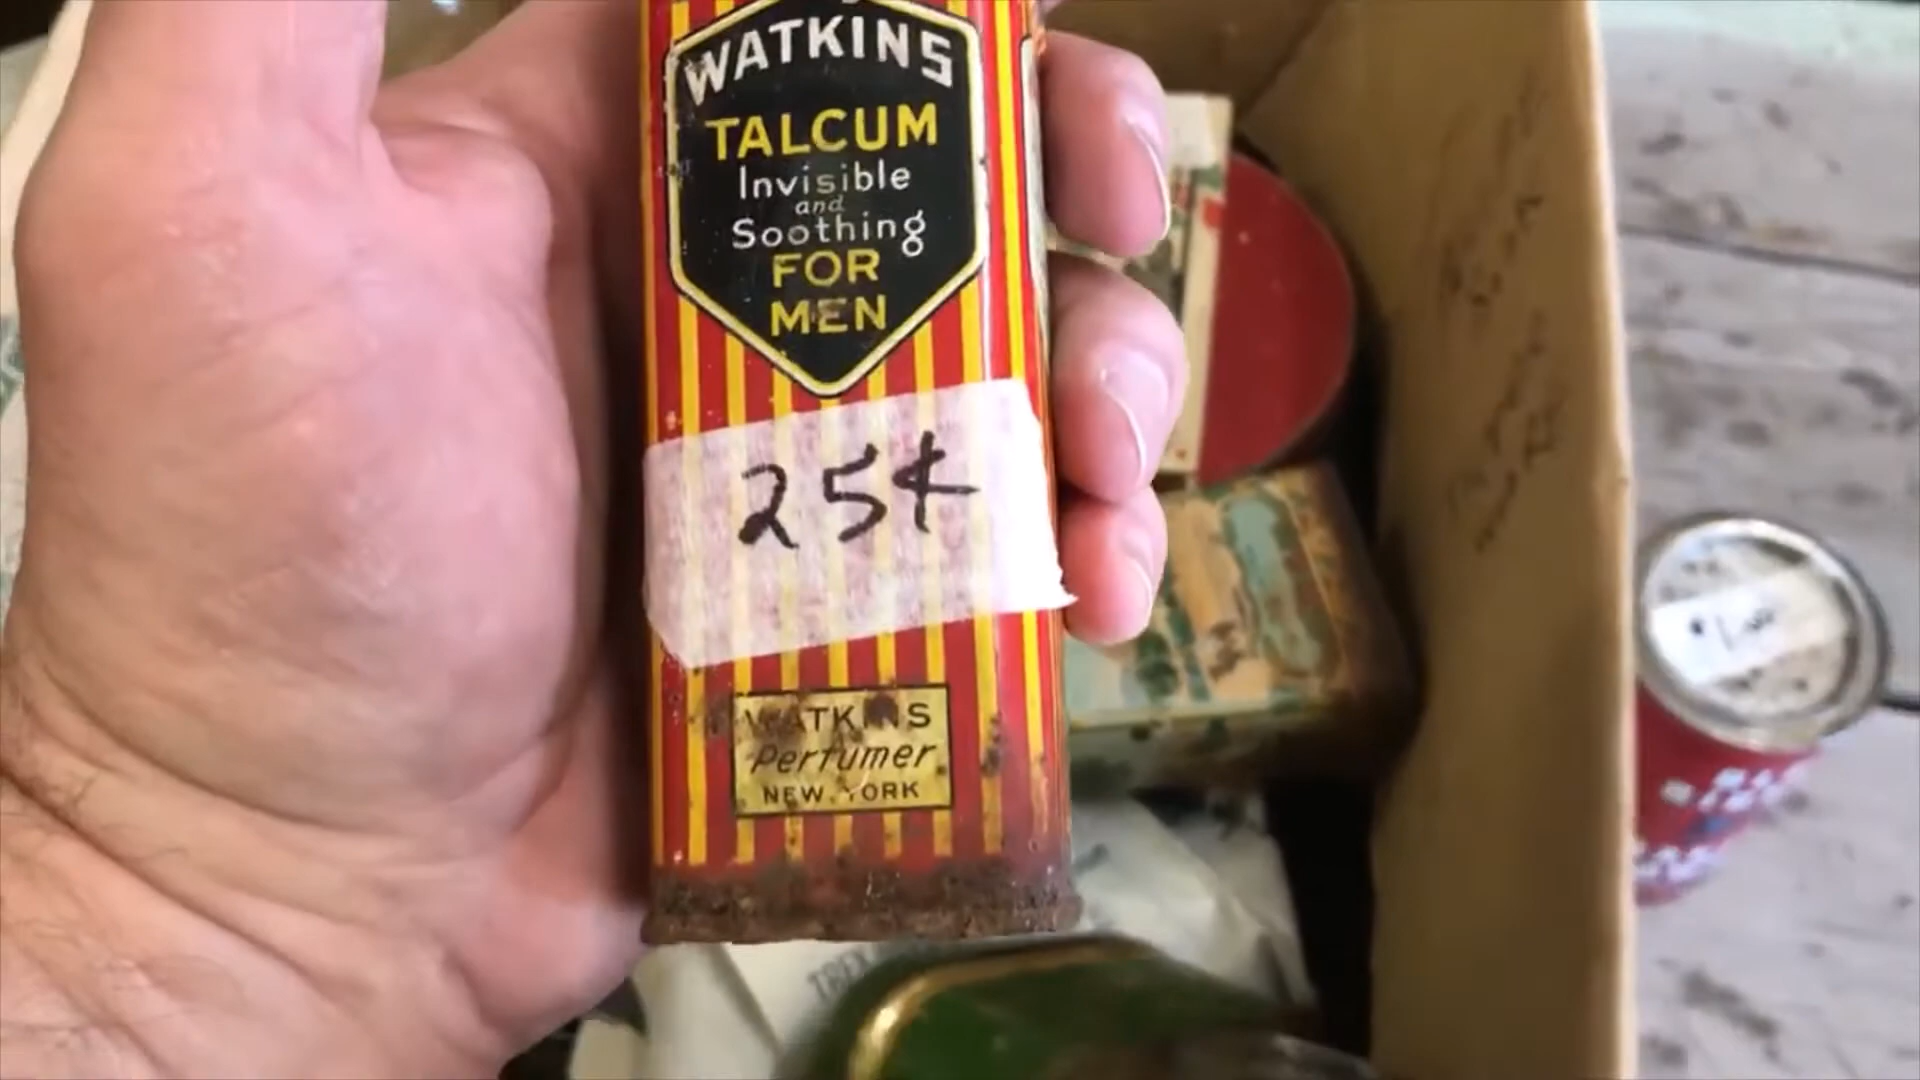 WATKINS
TALCUM
Invisible
and
Soothing
FOR
MEN
25¢
WATKINS
Perfumer
NEW YORK